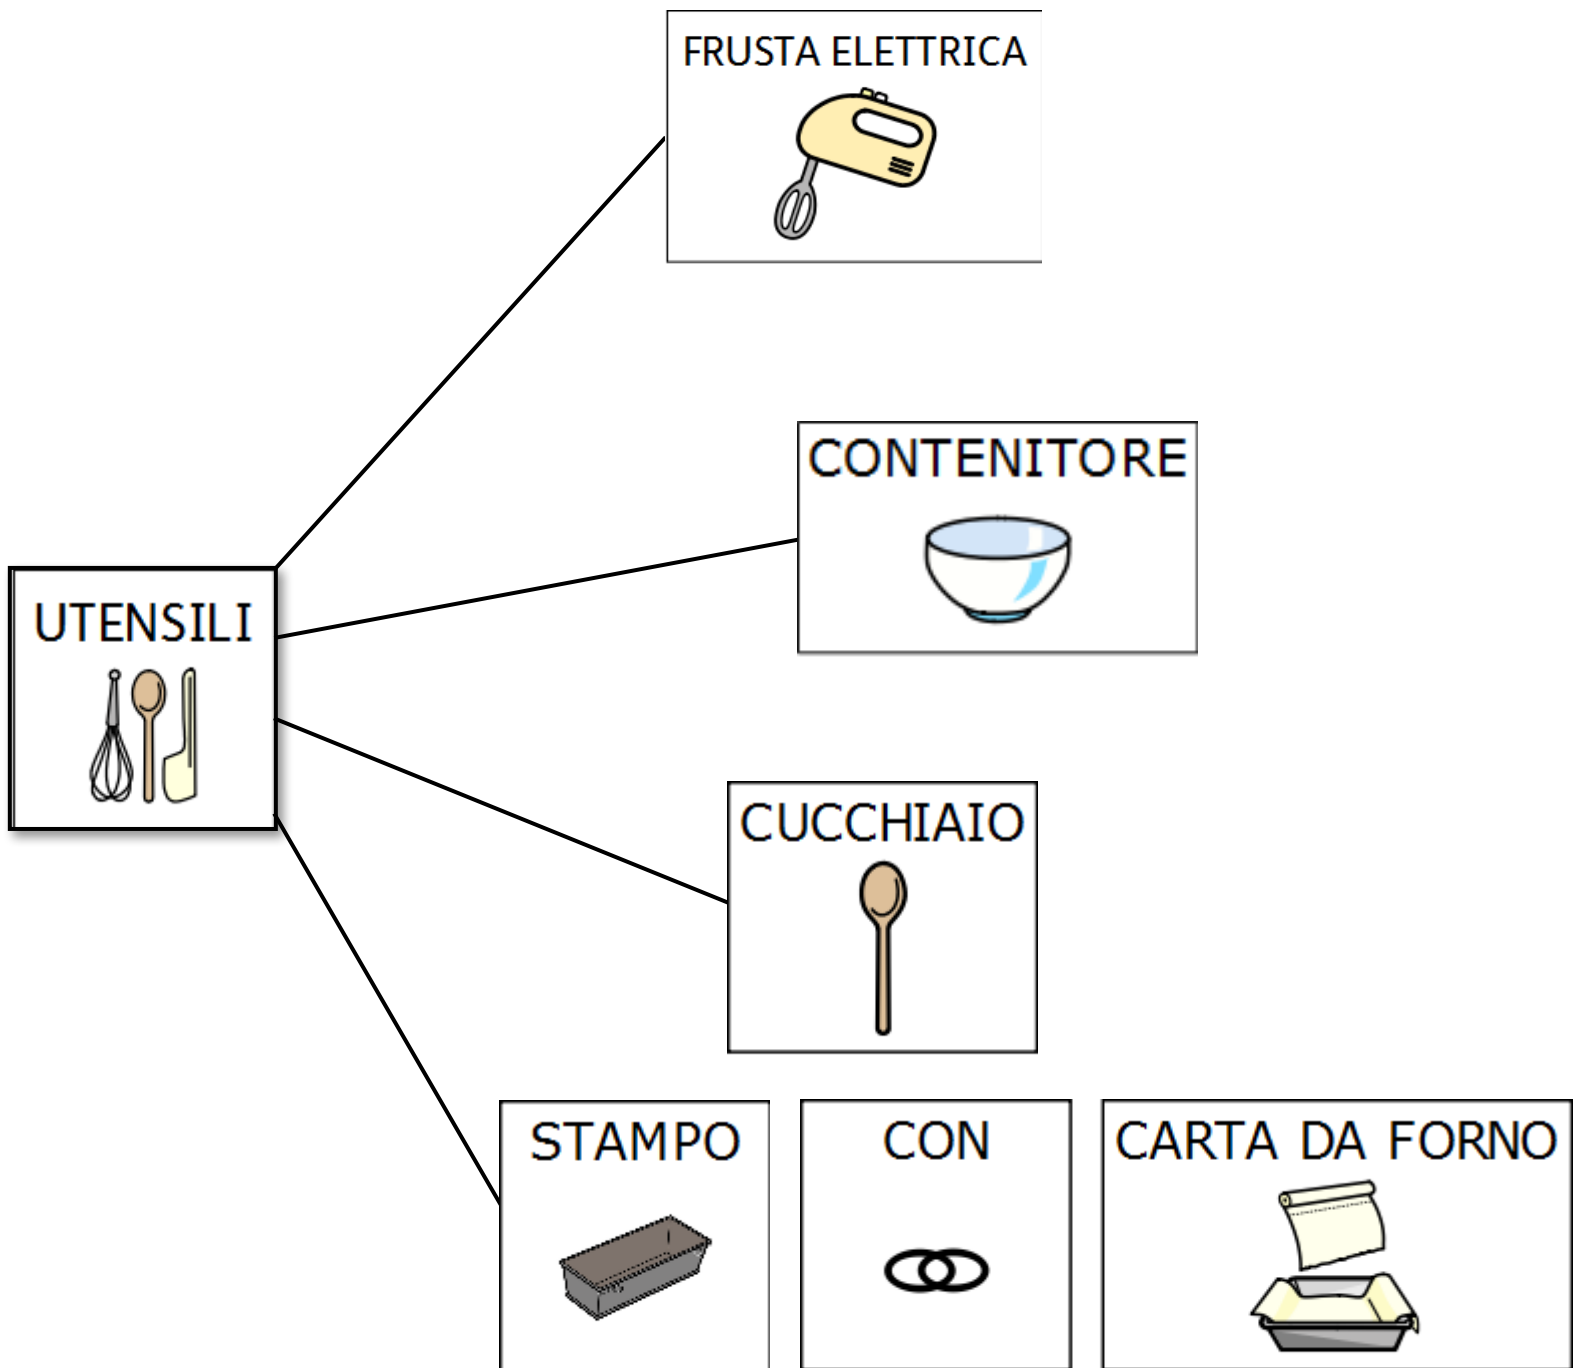 FRUSTA ELETTRICA
CONTENITORE
UTENSILI
CUCCHIAIO
STAMPO
CON
CARTA DA FORNO